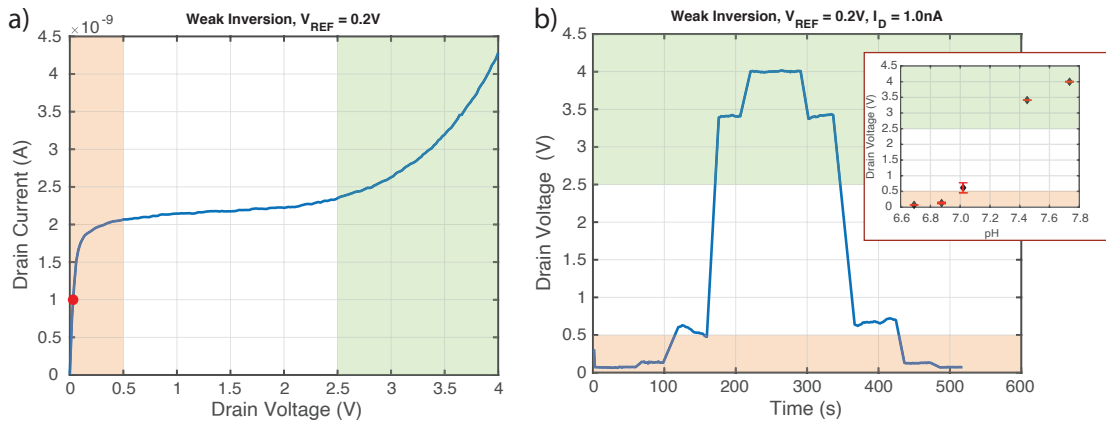 a)
Weak Inversion, V_REF = 0.2V
× 10^-9
4.5
4
3.5
3
2.5
2
1.5
1
0.5
0
Drain Current (A)
0 0.5 1 1.5 2 2.5 3 3.5 4
Drain Voltage (V)
b)
Weak Inversion, V_REF = 0.2V, I_D = 1.0nA
4.5
4
3.5
3
2.5
2
1.5
1
0.5
0
Drain Voltage (V)
0 100 200 300 400 500 600
Time (s)
4.5
4
3.5
3
2.5
2
1.5
1
0.5
0
Drain Voltage (V)
6.6 6.8 7.0 7.2 7.4 7.6 7.8
pH